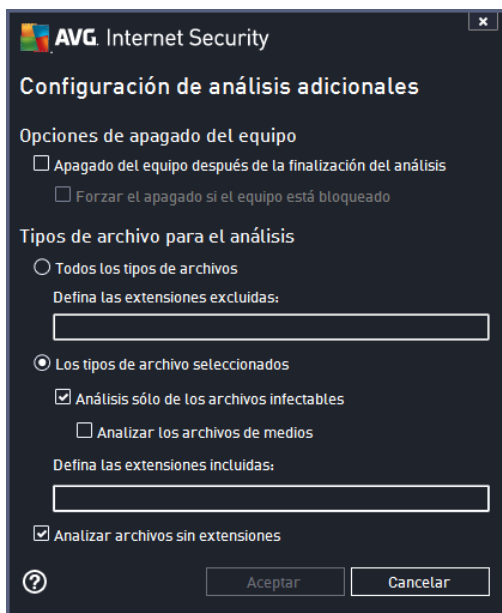 AVG. Internet Security
Configuración de análisis adicionales
Opciones de apagado del equipo
Apagado del equipo después de la finalización del análisis
Forzar el apagado si el equipo está bloqueado
Tipos de archivo para el análisis
Todos los tipos de archivos
Defina las extensiones excluidas:
Los tipos de archivo seleccionados
Análisis sólo de los archivos infectables
Analizar los archivos de medios
Defina las extensiones incluidas:
Analizar archivos sin extensiones
? Aceptar Cancelar